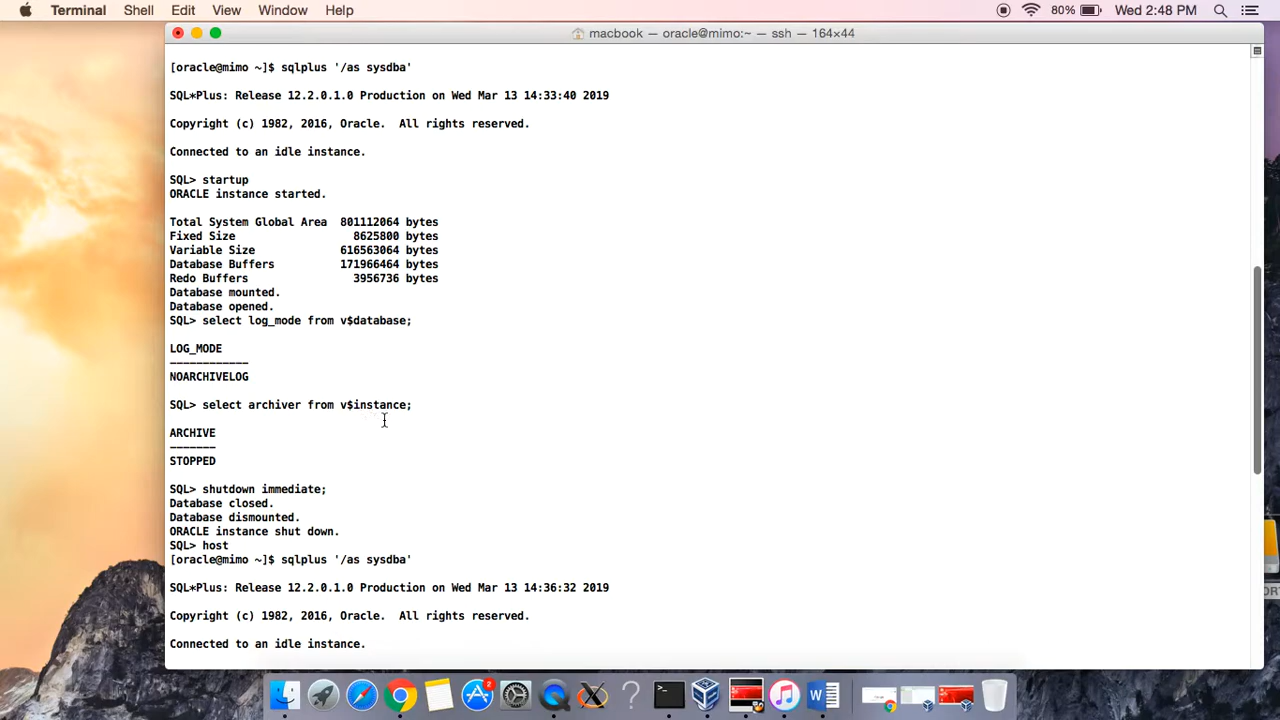 Terminal Shell Edit View Window Help 80% Wed 2:48 PM
macbook — oracle@mimo:~ — ssh — 164×44
[oracle@mimo ~]$ sqlplus '/as sysdba'
SQL*Plus: Release 12.2.0.1.0 Production on Wed Mar 13 14:33:40 2019
Copyright (c) 1982, 2016, Oracle.  All rights reserved.
Connected to an idle instance.
SQL> startup
ORACLE instance started.
Total System Global Area  801112064 bytes
Fixed Size                  8625800 bytes
Variable Size             616563064 bytes
Database Buffers          171966464 bytes
Redo Buffers                3956736 bytes
Database mounted.
Database opened.
SQL> select log_mode from v$database;
LOG_MODE
------------
NOARCHIVELOG
SQL> select archiver from v$instance;
ARCHIVE
-------
STOPPED
SQL> shutdown immediate;
Database closed.
Database dismounted.
ORACLE instance shut down.
SQL> host
[oracle@mimo ~]$ sqlplus '/as sysdba'
SQL*Plus: Release 12.2.0.1.0 Production on Wed Mar 13 14:36:32 2019
Copyright (c) 1982, 2016, Oracle.  All rights reserved.
Connected to an idle instance.
2